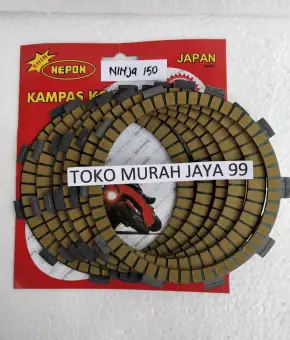 NEPON
NINJA 150
JAPAN
KAMPAS K
TOKO MURAH JAYA 99